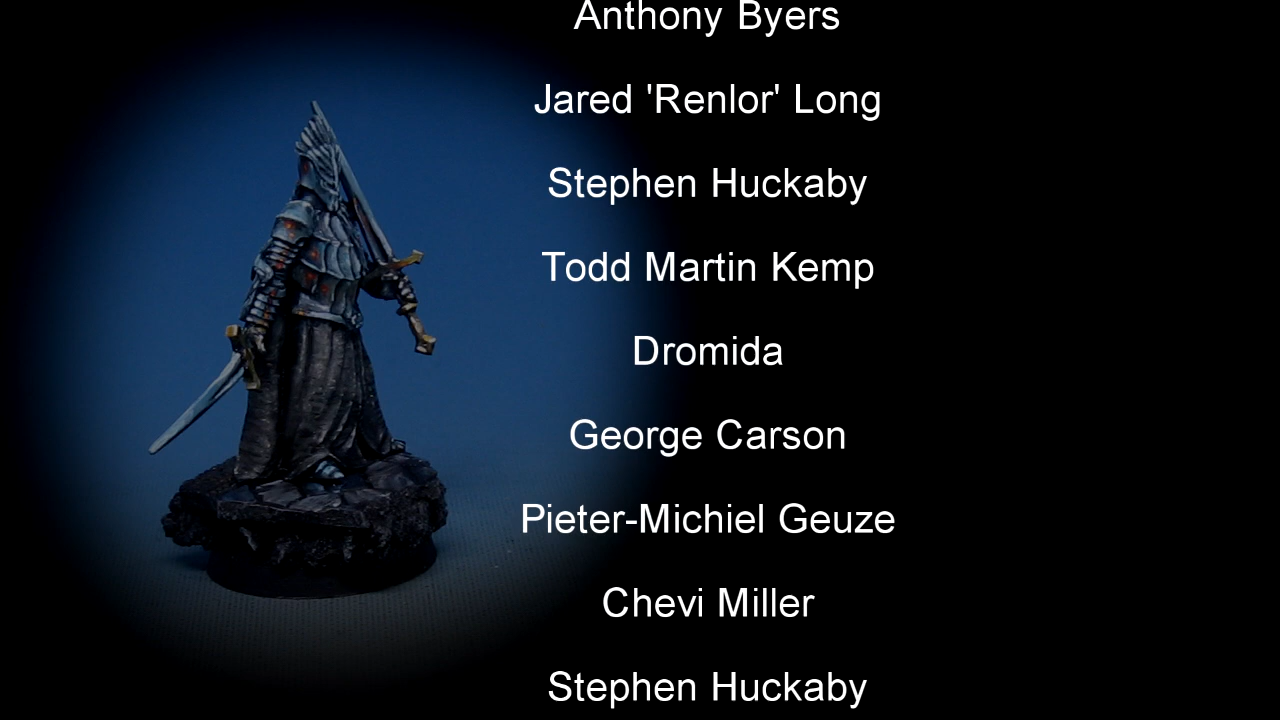 Anthony Byers
Jared 'Renlor' Long
Stephen Huckaby
Todd Martin Kemp
Dromida
George Carson
Pieter-Michiel Geuze
Chevi Miller
Stephen Huckaby